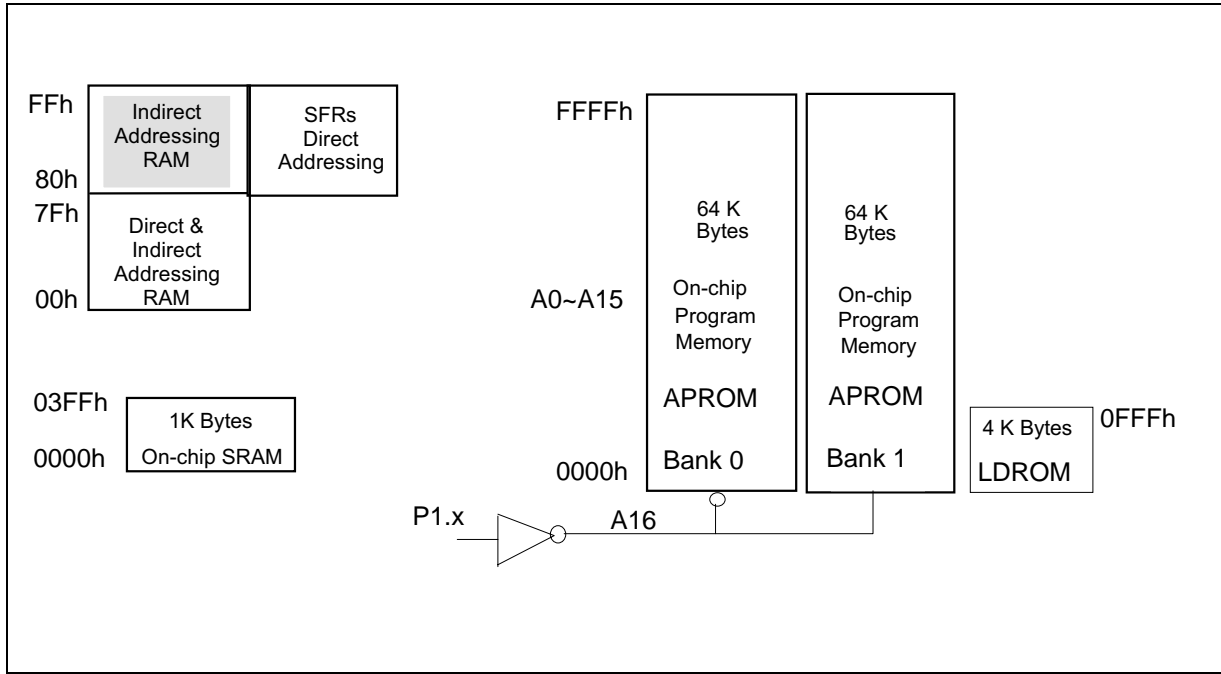 FFh
Indirect
Addressing
RAM
80h
SFRs
Direct
Addressing
7Fh
Direct &
Indirect
Addressing
RAM
00h
03FFh
1K Bytes
0000h
On-chip SRAM
FFFFh
A0~A15
0000h
64 K
Bytes
On-chip
Program
Memory
APROM
Bank 0
64 K
Bytes
On-chip
Program
Memory
APROM
Bank 1
0FFFh
4 K Bytes
LDROM
P1.x
A16